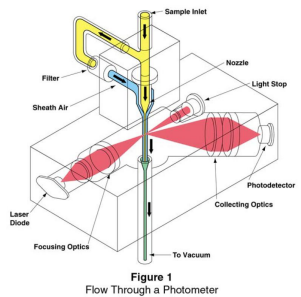 Sample Inlet
Filter
Nozzle
Sheath Air
Light Stop
Photodetector
Laser
Diode
Collecting Optics
Focusing Optics
To Vacuum
Figure 1
Flow Through a Photometer